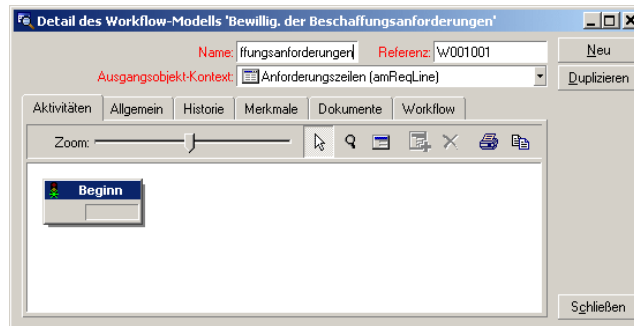 Detail des Workflow-Modells 'Bewillig. der Beschaffungsanforderungen'
Name: ffungsanforderungen Referenz: W001001 Neu
Ausgangsobjekt-Kontext: Anforderungszeilen (amReqLine) Duplizieren
Aktivitäten Allgemein Historie Merkmale Dokumente Workflow
Zoom:
Beginn
Schließen